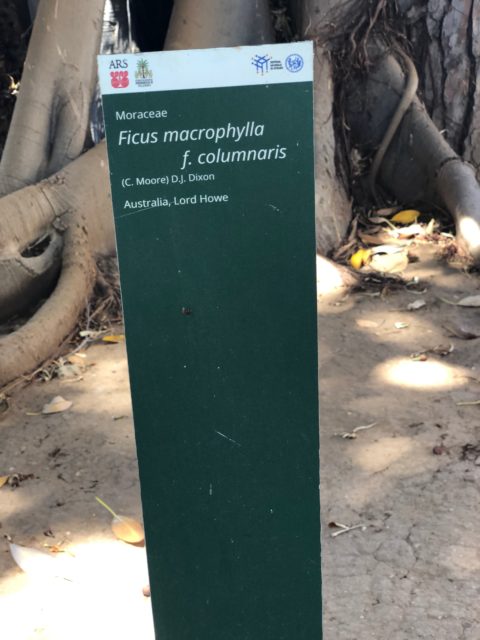 ARS
Moraceae
Ficus macrophylla
f. columnaris
(C. Moore) D.J. Dixon
Australia, Lord Howe